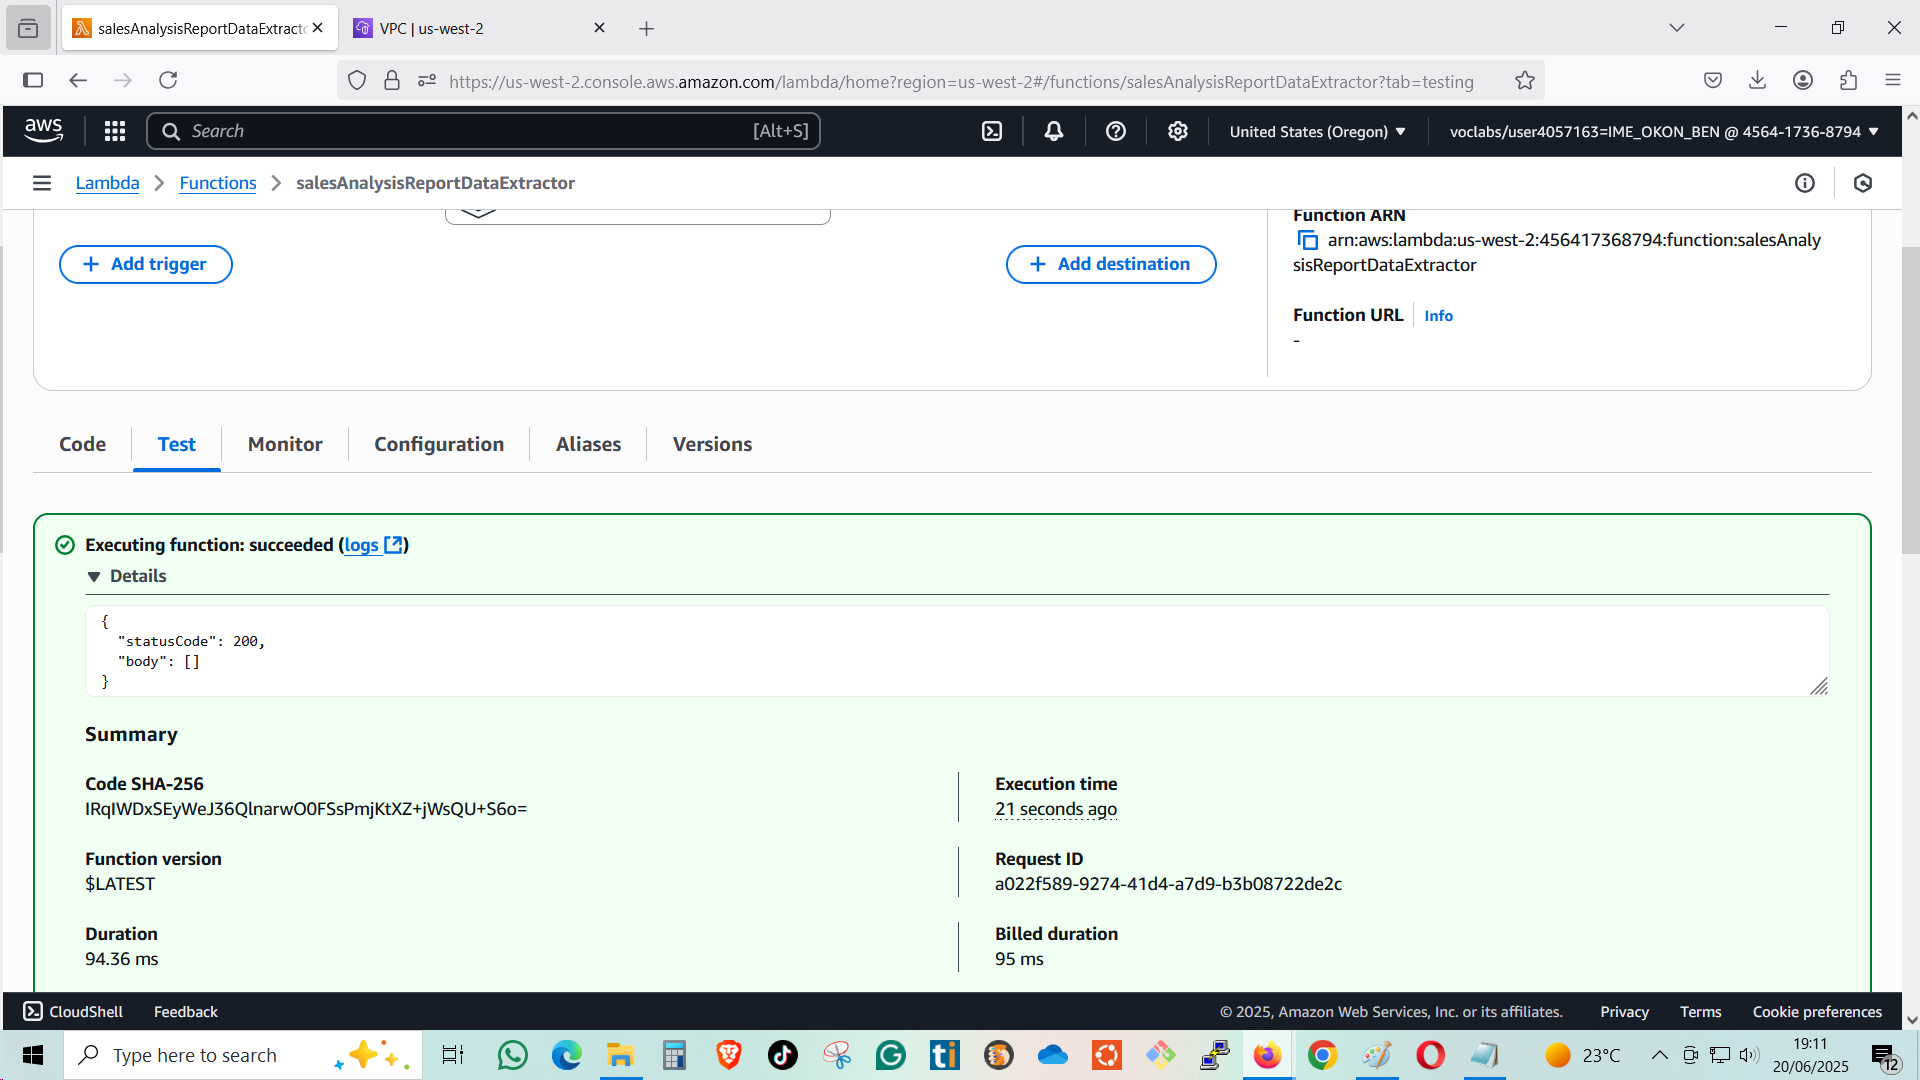 salesAnalysisReportDataExtracto
VPC | us-west-2
https://us-west-2.console.aws.amazon.com/lambda/home?region=us-west-2#/functions/salesAnalysisReportDataExtractor?tab=testing
aws
Search
[Alt+S]
United States (Oregon)
voclabs/user4057163=IME_OKON_BEN @ 4564-1736-8794
Lambda
Functions
salesAnalysisReportDataExtractor
Function ARN
Add trigger
Add destination
arn:aws:lambda:us-west-2:456417368794:function:salesAnaly
sisReportDataExtractor
Function URL
Info
-
Code
Test
Monitor
Configuration
Aliases
Versions
Executing function: succeeded (logs)
Details
{
"statusCode": 200,
"body": []
}
Summary
Code SHA-256
IRqIWDxSEyWeJ36QlnarwO0FSsPmjKtXZ+jWsQU+S6o=
Execution time
21 seconds ago
Function version
$LATEST
Request ID
a022f589-9274-41d4-a7d9-b3b08722de2c
Duration
94.36 ms
Billed duration
95 ms
CloudShell
Feedback
© 2025, Amazon Web Services, Inc. or its affiliates.
Privacy
Terms
Cookie preferences
Type here to search
ti
23°C
19:11
20/06/2025
12